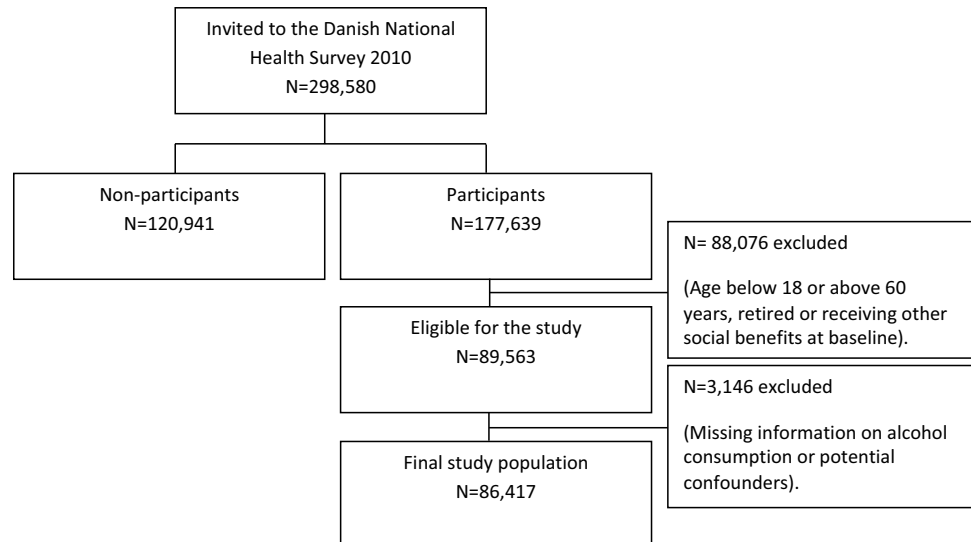 Invited to the Danish National
Health Survey 2010
N=298,580
Non-participants
N=120,941
Participants
N=177,639
N= 88,076 excluded
(Age below 18 or above 60
years, retired or receiving other
social benefits at baseline).
Eligible for the study
N=89,563
N=3,146 excluded
(Missing information on alcohol
consumption or potential
confounders).
Final study population
N=86,417